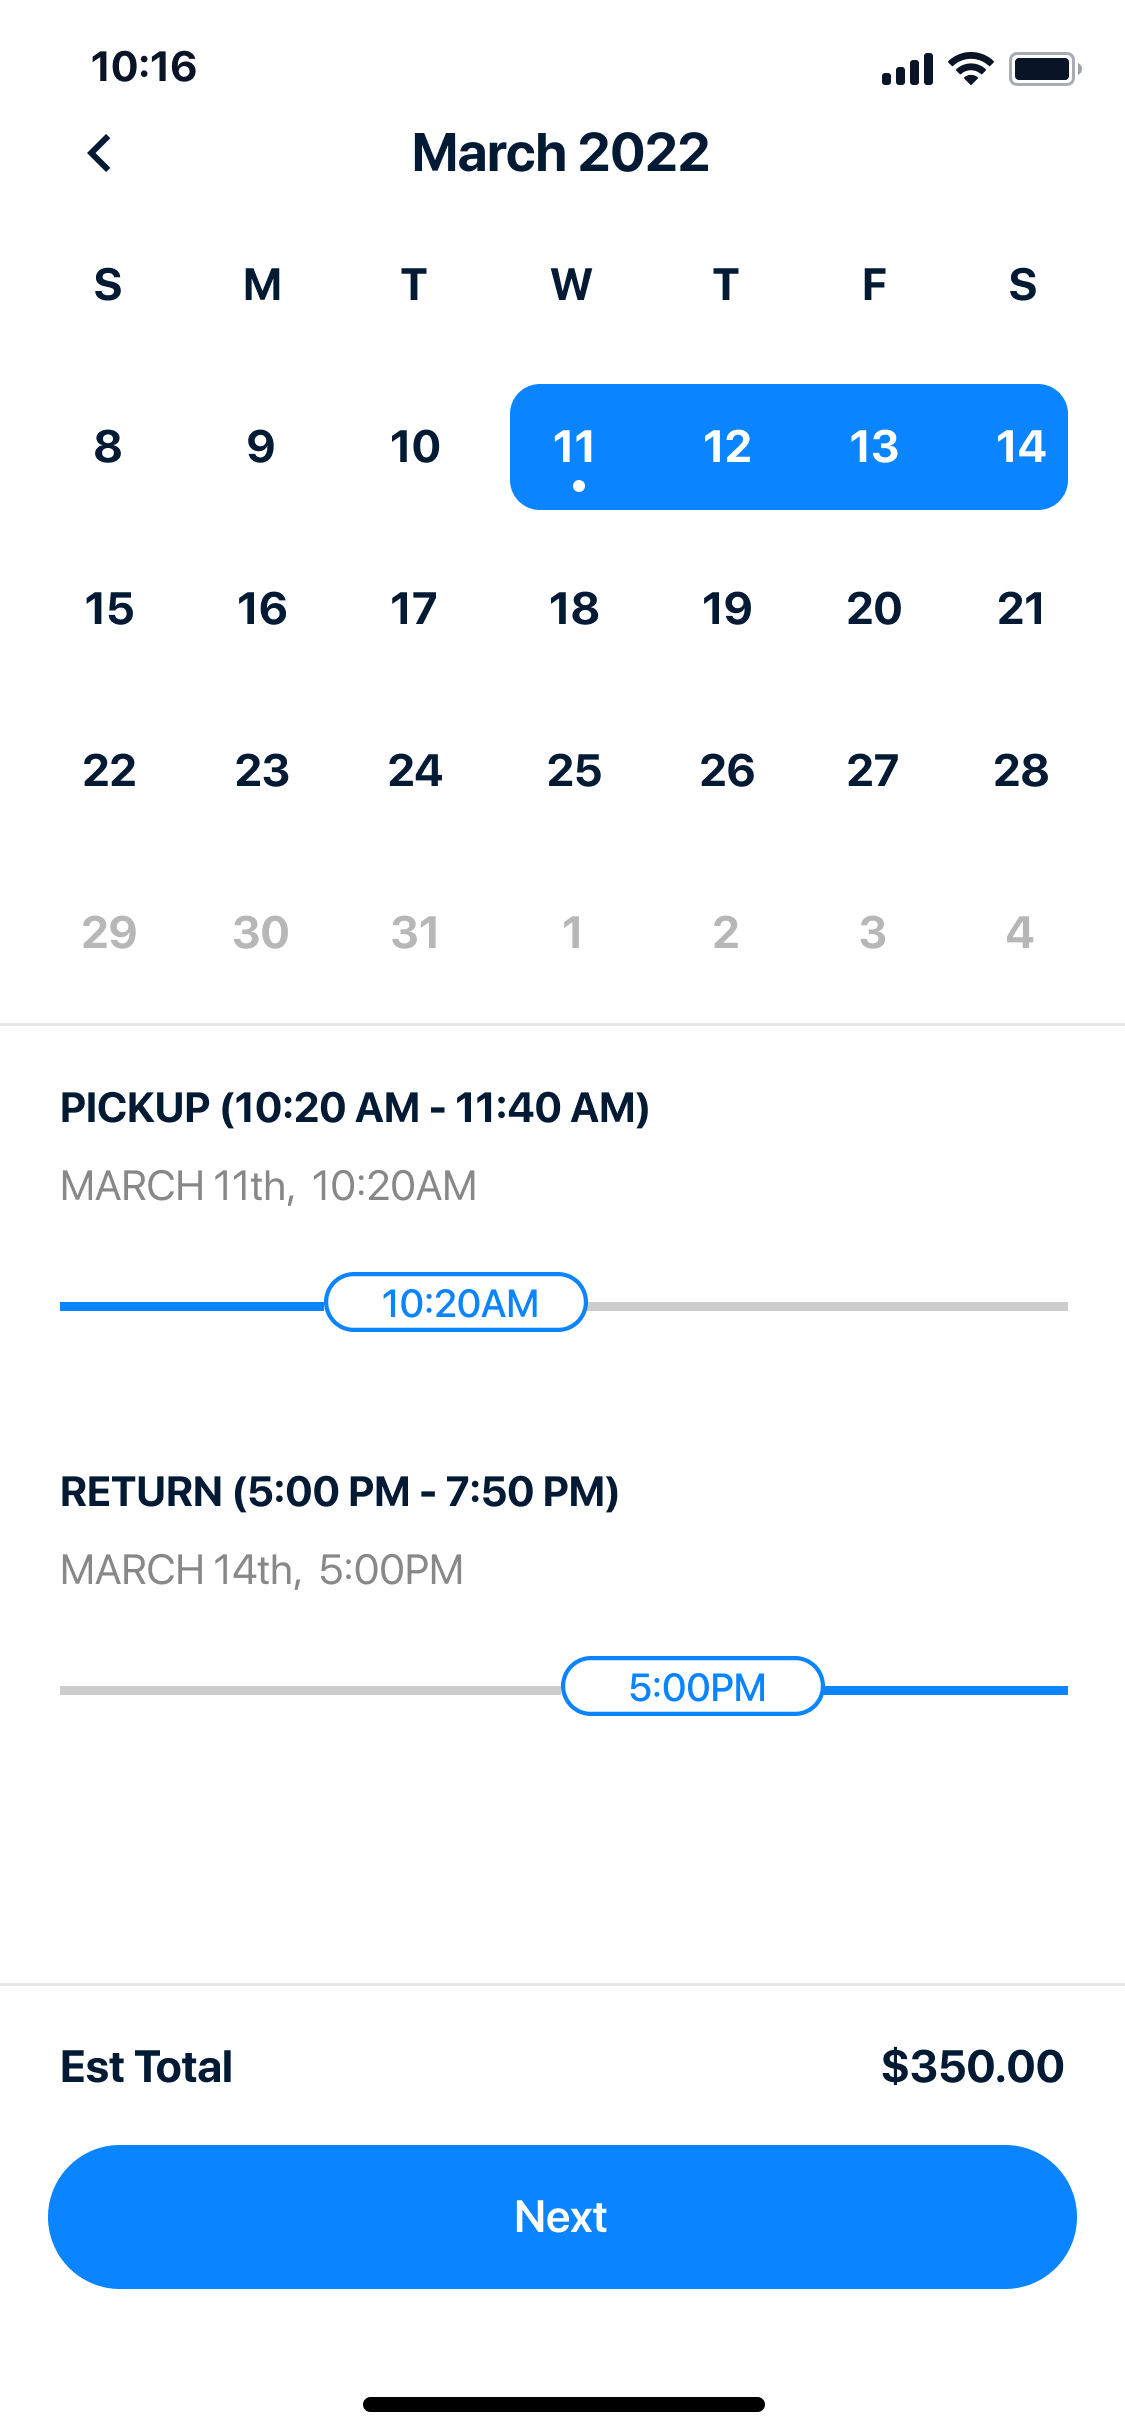 10:16
March 2022
S M T W T F S
8 9 10 11 12 13 14
15 16 17 18 19 20 21
22 23 24 25 26 27 28
29 30 31 1 2 3 4
PICKUP (10:20 AM - 11:40 AM)
MARCH 11th, 10:20AM
10:20AM
RETURN (5:00 PM - 7:50 PM)
MARCH 14th, 5:00PM
5:00PM
Est Total $350.00
Next